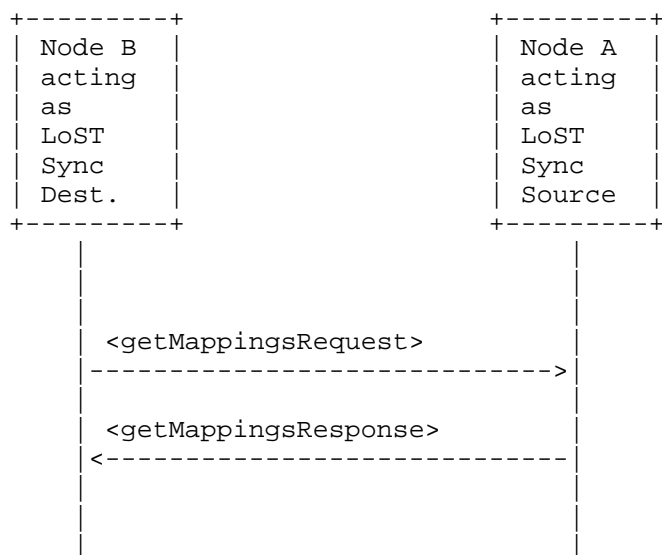 Node B Node A
acting acting
as as
LoST LoST
Sync Sync
Dest. Source
<getMappingsRequest>
<getMappingsResponse>